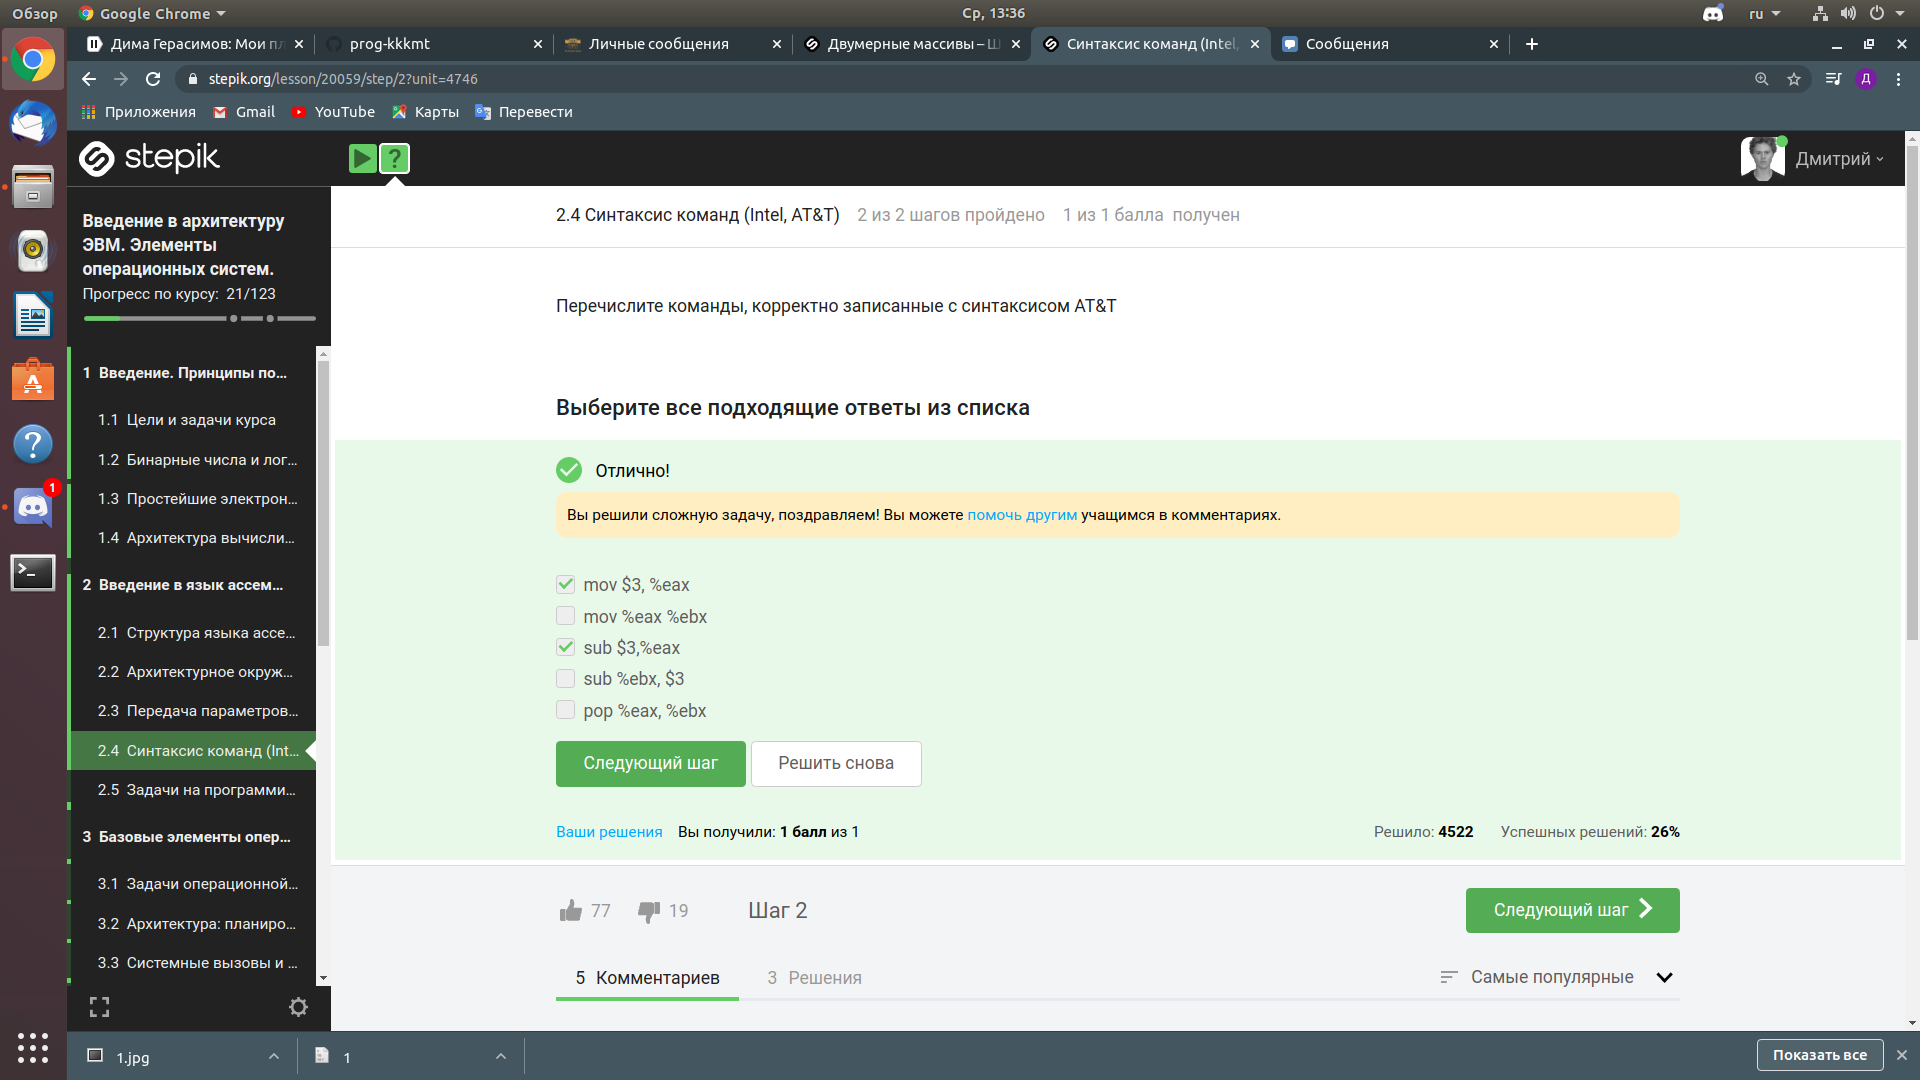 Обзор
Google Chrome
Ср, 13:36
ru
Дима Герасимов: Мои пл
prog-kkkmt
Личные сообщения
Двумерные массивы – Ш
Синтаксис команд (Intel,
Сообщения
stepik.org/lesson/20059/step/2?unit=4746
Д
Приложения
Gmail
YouTube
Карты
Перевести
stepik
?
Дмитрий
Введение в архитектуру
ЭВМ. Элементы
операционных систем.
Прогресс по курсу: 21/123
1 Введение. Принципы по...
1.1 Цели и задачи курса
1.2 Бинарные числа и лог...
1.3 Простейшие электрон...
1.4 Архитектура вычисли...
2 Введение в язык ассем...
2.1 Структура языка ассе...
2.2 Архитектурное окруж...
2.3 Передача параметров...
2.4 Синтаксис команд (Int...
2.5 Задачи на программи...
3 Базовые элементы опер...
3.1 Задачи операционной...
3.2 Архитектура: планиро...
3.3 Системные вызовы и ...
2.4 Синтаксис команд (Intel, AT&T)
2 из 2 шагов пройдено
1 из 1 балла получен
Перечислите команды, корректно записанные с синтаксисом AT&T
Выберите все подходящие ответы из списка
Отлично!
Вы решили сложную задачу, поздравляем! Вы можете помочь другим учащимся в комментариях.
mov $3, %eax
mov %eax %ebx
sub $3,%eax
sub %ebx, $3
pop %eax, %ebx
Следующий шаг
Решить снова
Ваши решения
Вы получили: 1 балл из 1
Решило: 4522
Успешных решений: 26%
77
19
Шаг 2
Следующий шаг
5 Комментариев
3 Решения
Самые популярные
1
1.jpg
1
Показать все